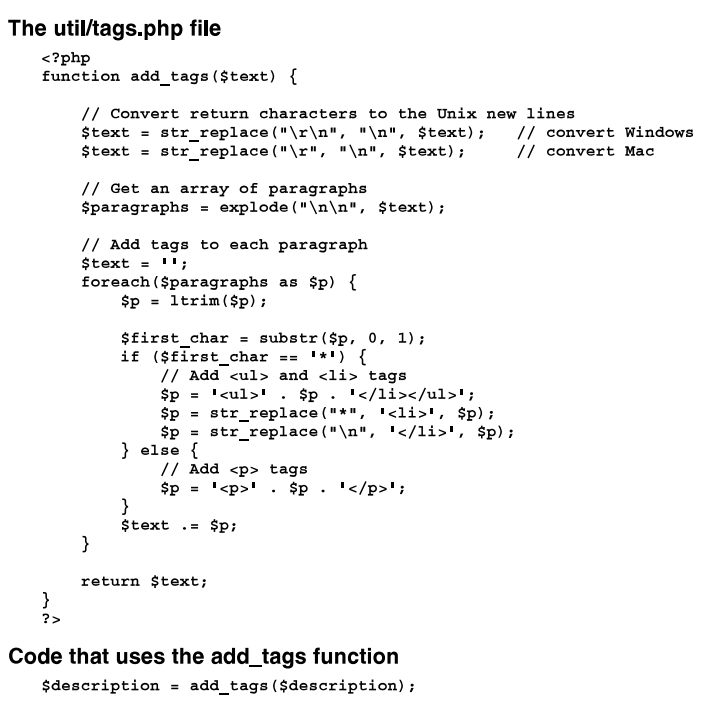 The util/tags.php file
<?php
function add_tags($text) {
// Convert return characters to the Unix new lines
$text = str_replace("\r\n", "\n", $text);   // convert Windows
$text = str_replace("\r", "\n", $text);     // convert Mac
// Get an array of paragraphs
$paragraphs = explode("\n\n", $text);
// Add tags to each paragraph
$text = '';
foreach($paragraphs as $p) {
$p = ltrim($p);
$first_char = substr($p, 0, 1);
if ($first_char == '*') {
// Add <ul> and <li> tags
$p = '<ul>' . $p . '</li></ul>';
$p = str_replace("*", '<li>', $p);
$p = str_replace("\n", '</li>', $p);
} else {
// Add <p> tags
$p = '<p>' . $p . '</p>';
}
$text .= $p;
}
return $text;
}
?>
Code that uses the add_tags function
$description = add_tags($description);